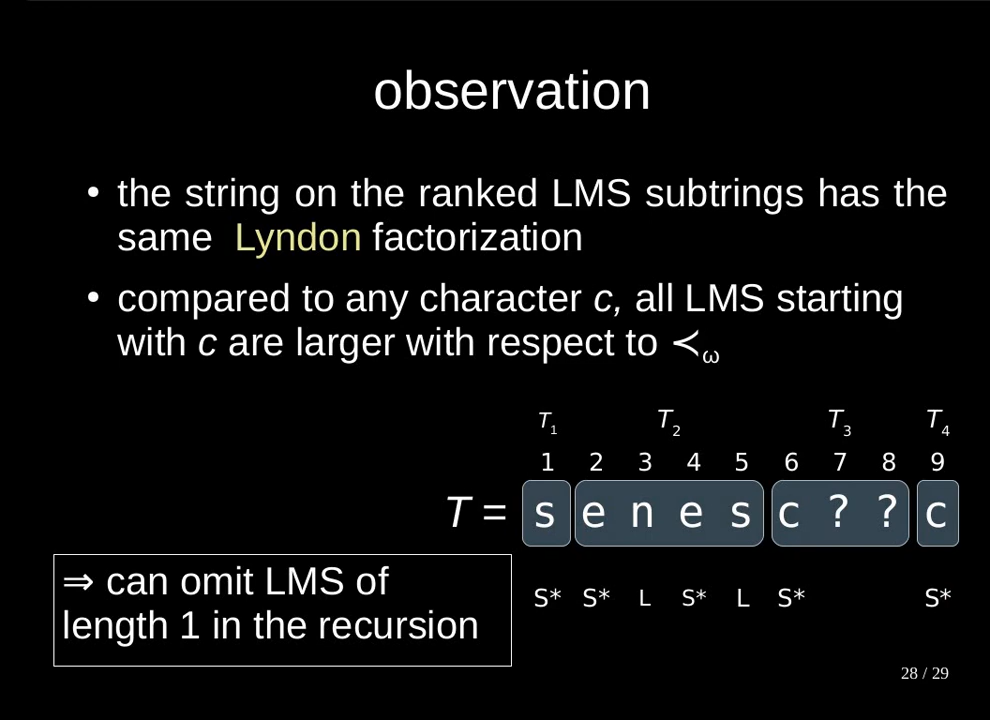 observation
• the string on the ranked LMS subtrings has the
same Lyndon factorization
• compared to any character c, all LMS starting
with c are larger with respect to ≺ω
T1 T2 T3 T4
1 2 3 4 5 6 7 8 9
T = s e n e s c ? ? c
S* S* L S* L S* S*
⇒ can omit LMS of
length 1 in the recursion
28 / 29